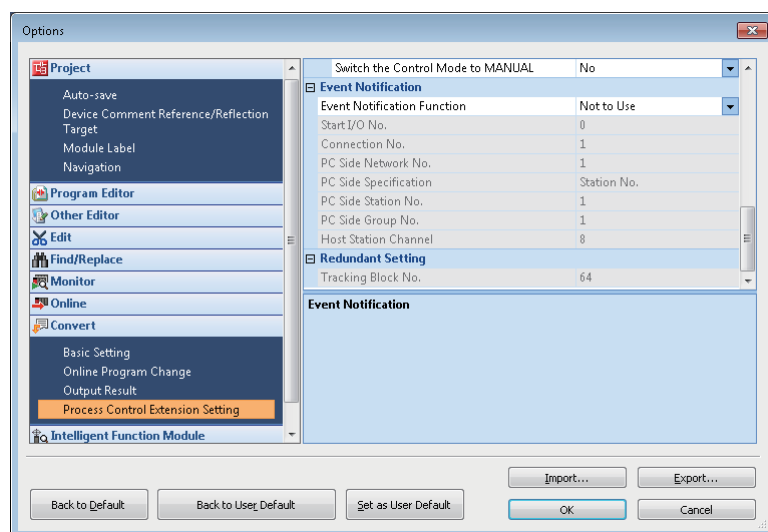 Options
Project
Auto-save
Device Comment Reference/Reflection
Target
Module Label
Navigation
Program Editor
Other Editor
Edit
Find/Replace
Monitor
Online
Convert
Basic Setting
Online Program Change
Output Result
Process Control Extension Setting
Intelligent Function Module
Switch the Control Mode to MANUAL No
Event Notification
Event Notification Function Not to Use
Start I/O No. 0
Connection No. 1
PC Side Network No. 1
PC Side Specification Station No.
PC Side Station No. 1
PC Side Group No. 1
Host Station Channel 8
Redundant Setting
Tracking Block No. 64
Event Notification
Import...
Export...
Back to Default
Back to User Default
Set as User Default
OK
Cancel